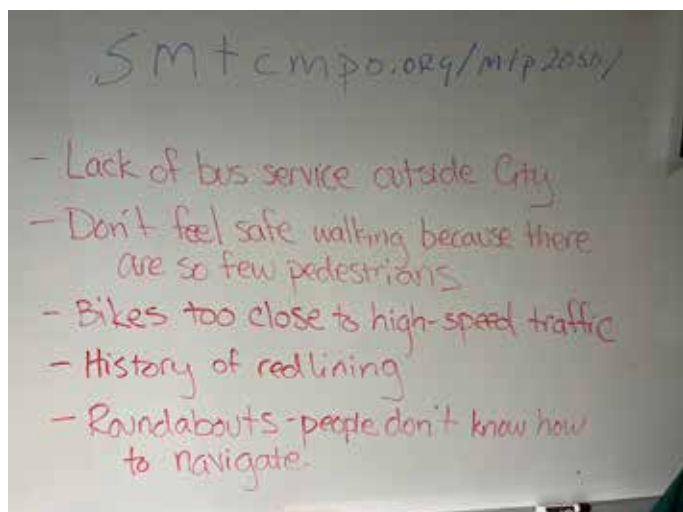 smtcmpo.org/mtp2050/
- Lack of bus service outside City
- Don't feel safe walking because there
are so few pedestrians
- Bikes too close to high-speed traffic
- History of redlining
- Roundabouts - people don't know how
to navigate.